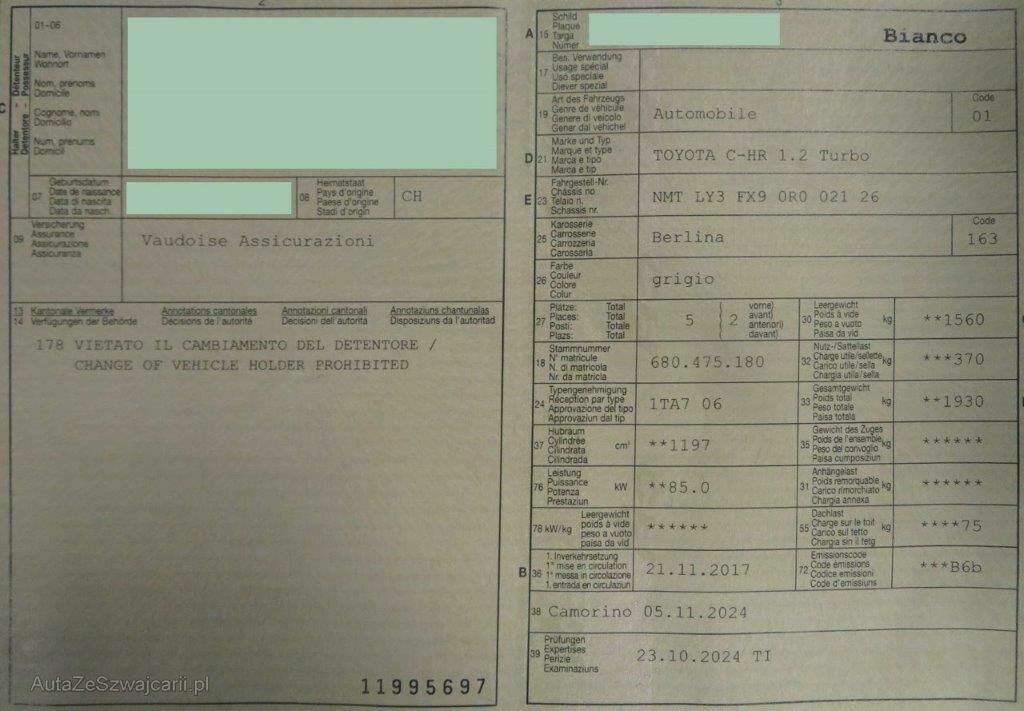 2
01-06
Halter - Détenteur
Detentore - Possessur
Name, Vornamen
Wohnort
Nom, prénoms
Domicile
Cognome, nomi
Domicilio
Num, prenums
Domicil
C
07
Geburtsdatum
Date de naissance
Data di nascita
Data da nasch.
08
Heimatstaat
Pays d'origine
Paese d'origine
Stadi d'origin
CH
09
Versicherung
Assurance
Assicurazione
Assicuranza
Vaudoise Assicurazioni
13 Kantonale Vermerke Annotations cantonales Annotazioni cantonali Annotaziuns chantunalas
14 Verfügungen der Behörde Décisions de l'autorité Decisioni dell'autorità Disposiziuns da l'autoritad
178 VIETATO IL CAMBIAMENTO DEL DETENTORE /
CHANGE OF VEHICLE HOLDER PROHIBITED
11995697
AutaZeSzwajcarii.pl
3
A 15
Schild
Plaque
Targa
Numer
Bianco
17
Bes. Verwendung
Usage spécial
Uso speciale
Diever spezial
19
Art des Fahrzeugs
Genre de véhicule
Genere di veicolo
Gener dal vehichel
Automobile
Code
01
D 21
Marke und Typ
Marque et type
Marca e tipo
Marca e tip
TOYOTA C-HR 1.2 Turbo
E 23
Fahrgestell-Nr.
Châssis no
Telaio n.
Schassis nr.
NMT LY3 FX9 0R0 021 26
25
Karosserie
Carrosserie
Carrozzeria
Carossaria
Berlina
Code
163
26
Farbe
Couleur
Colore
Colur
grigio
27
Plätze: Total
Places: Total
Posti: Totale
Plazs: Total
5
( vorne)
( avant)
2
( anteriori)
( davant)
30
Leergewicht
Poids à vide
Peso a vuoto
Paisa da vid
kg
**1560
18
Stammnummer
N° matricule
N. di matricola
Nr. da matricla
680.475.180
32
Nutz-/Sattellast
Charge utile/sellette
Carico utile/sella
Chargia utila/sella
kg
***370
24
Typengenehmigung
Réception par type
Approvazione del tipo
Approvaziun dal tip
1TA7 06
33
Gesamtgewicht
Poids total
Peso totale
Paisa totala
kg
**1930
37
Hubraum
Cylindrée
Cilindrata
Cilindrada
cm³
**1197
35
Gewicht des Zuges
Poids de l'ensemble
Peso del convoglio
Paisa cumposiziun
kg
******
76
Leistung
Puissance
Potenza
Prestaziun
kW
**85.0
31
Anhängelast
Poids remorquable
Carico rimorchiato
Chargia annexa
kg
******
78 kW/kg
Leergewicht
poids à vide
peso a vuoto
paisa da vid
******
55
Dachlast
Charge sur le toit
Carico sul tetto
Chargia sin il tetg
kg
****75
B 36
1. Inverkehrsetzung
1re mise en circulation
1a messa in circolazione
1. entrada en circulaziun
21.11.2017
72
Emissionscode
Code émissions
Codice emissioni
Code d'emissiuns
***B6b
38
Camorino 05.11.2024
39
Prüfungen
Expertises
Perizie
Examinaziuns
23.10.2024 TI